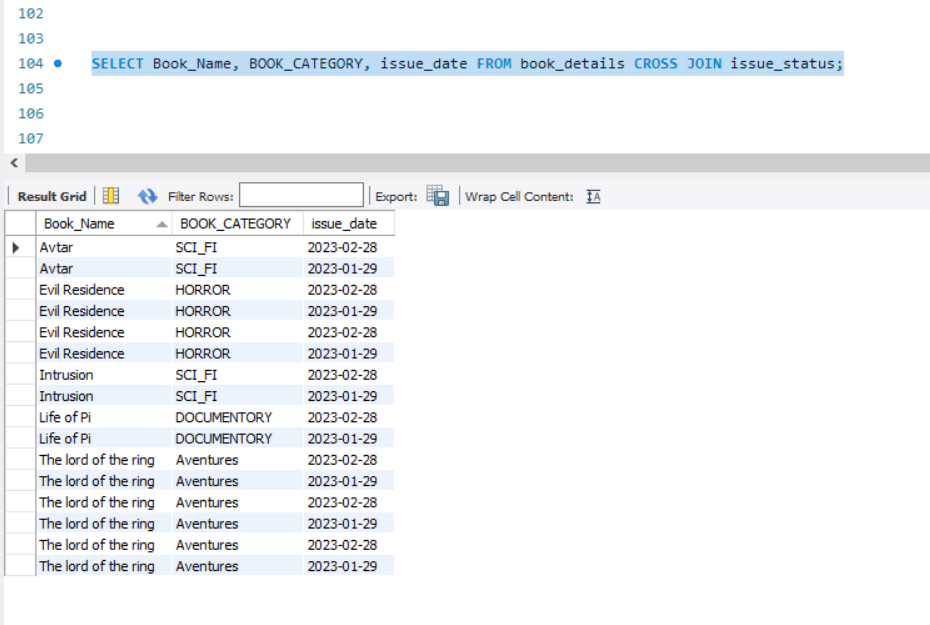 102
103
104 SELECT Book_Name, BOOK_CATEGORY, issue_date FROM book_details CROSS JOIN issue_status;
105
106
107
Result Grid Filter Rows: Export: Wrap Cell Content:
Book_Name BOOK_CATEGORY issue_date
Avtar SCI_FI 2023-02-28
Avtar SCI_FI 2023-01-29
Evil Residence HORROR 2023-02-28
Evil Residence HORROR 2023-01-29
Evil Residence HORROR 2023-02-28
Evil Residence HORROR 2023-01-29
Intrusion SCI_FI 2023-02-28
Intrusion SCI_FI 2023-01-29
Life of Pi DOCUMENTORY 2023-02-28
Life of Pi DOCUMENTORY 2023-01-29
The lord of the ring Aventures 2023-02-28
The lord of the ring Aventures 2023-01-29
The lord of the ring Aventures 2023-02-28
The lord of the ring Aventures 2023-01-29
The lord of the ring Aventures 2023-02-28
The lord of the ring Aventures 2023-01-29